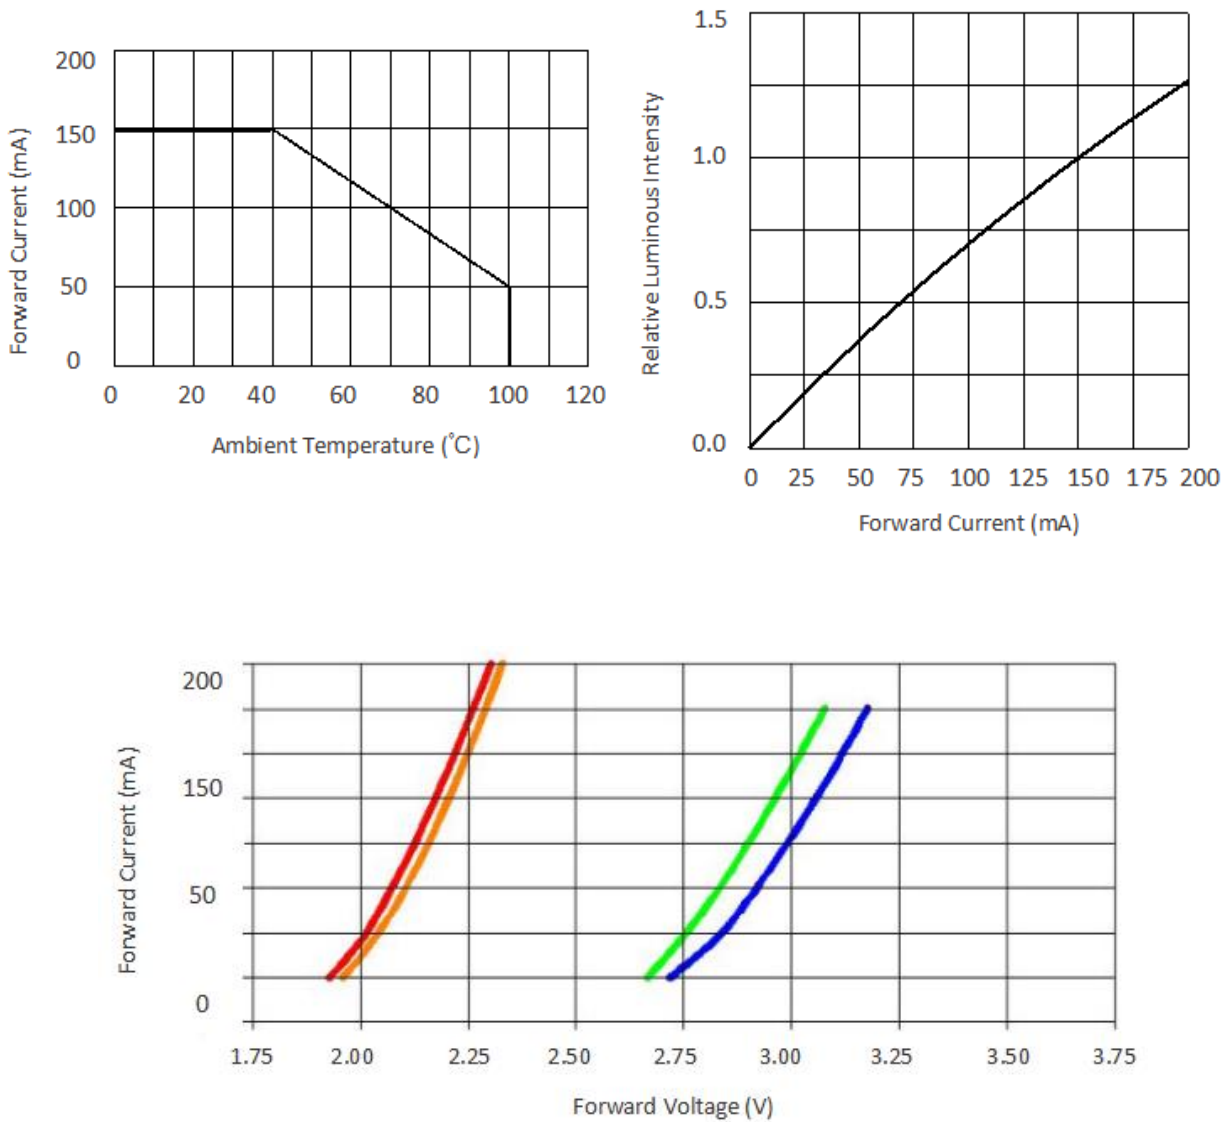 200
150
100
50
0
0 20 40 60 80 100 120
Forward Current (mA)
Ambient Temperature (°C)
1.5
1.0
0.5
0.0
0 25 50 75 100 125 150 175 200
Relative Luminous Intensity
Forward Current (mA)
200
150
50
0
1.75 2.00 2.25 2.50 2.75 3.00 3.25 3.50 3.75
Forward Current (mA)
Forward Voltage (V)